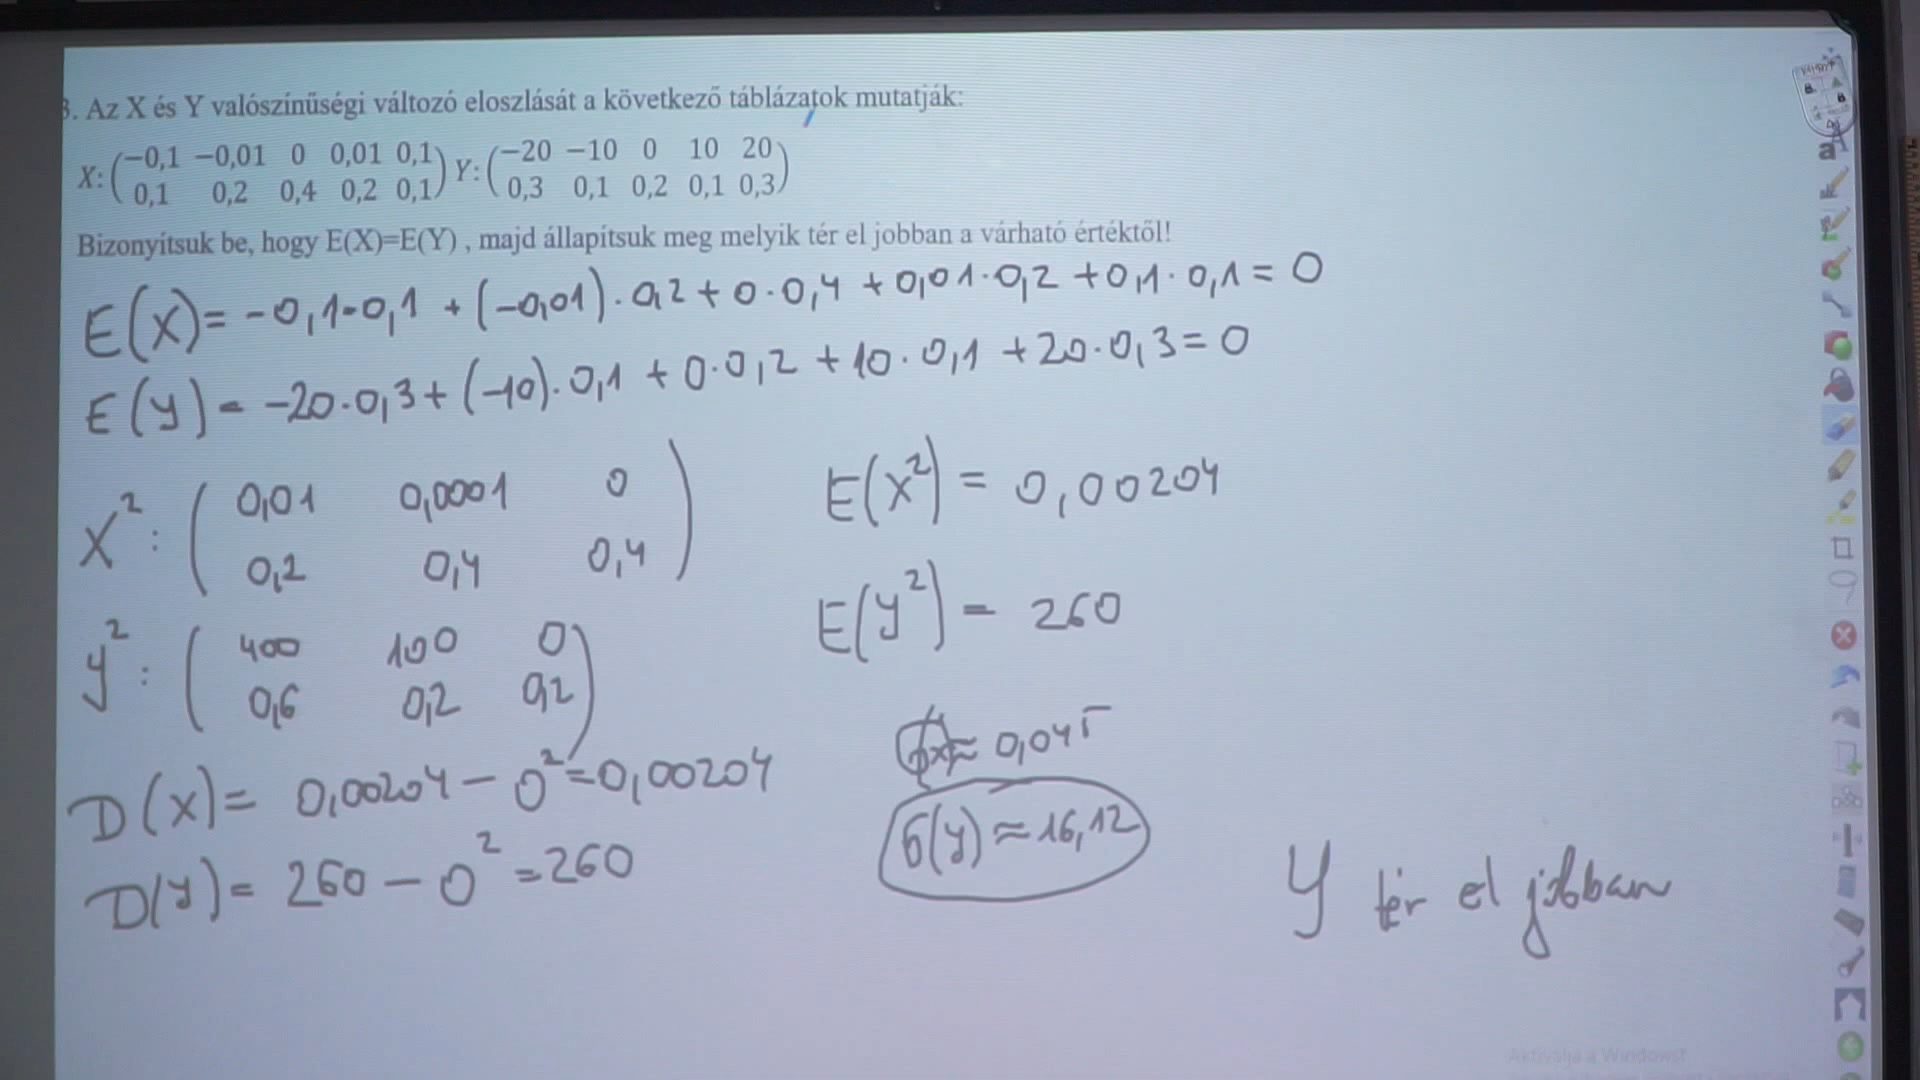 3. Az X és Y valószínűségi változó eloszlását a következő táblázatok mutatják:
X: (−0,1 −0,01 0 0,01 0,1) Y: (−20 −10 0 10 20)
0,1 0,2 0,4 0,2 0,1 0,3 0,1 0,2 0,1 0,3
Bizonyítsuk be, hogy E(X)=E(Y) , majd állapítsuk meg melyik tér el jobban a várható értéktől!
E(X)= -0,1·0,1 + (-0,01)·0,2 + 0·0,4 + 0,01·0,2 + 0,1·0,1 = 0
E(y) = -20·0,3 + (-10)·0,1 + 0·0,2 + 10·0,1 + 20·0,3 = 0
X²: (0,01 0,0001 0)
0,2 0,4 0,4
E(X²) = 0,00204
y²: (400 100 0)
0,6 0,2 0,2
E(y²) = 260
D(X)= 0,00204 - 0² = 0,00204
≈ 0,045
D(y)= 260 - 0² = 260
σ(y) ≈ 16,12
Y tér el jobban
Aktiválja a Windowst